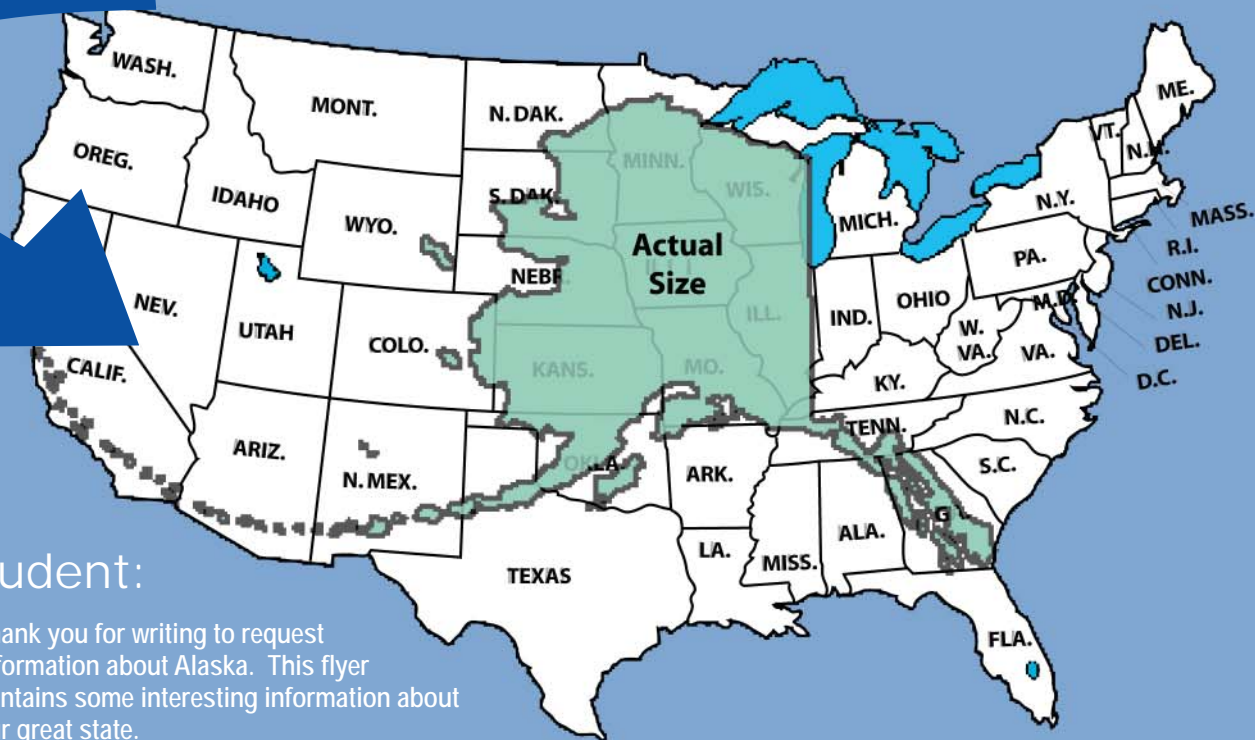 WASH.
MONT.
N. DAK.
ME.
OREG.
MINN.
VT.
N.H.
IDAHO
S. DAK.
WIS.
WYO.
MICH.
N.Y.
MASS.
Actual
Size
NEBR.
PA.
R.I.
CONN.
NEV.
UTAH
COLO.
ILL.
IND.
OHIO
M.D.
N.J.
W.
VA.
VA.
DEL.
CALIF.
KANS.
MO.
KY.
D.C.
ARIZ.
N. MEX.
TENN.
N.C.
ARK.
S.C.
G
ALA.
LA.
MISS.
TEXAS
FLA.
udent:
ank you for writing to request
formation about Alaska. This flyer
ntains some interesting information about
r great state.